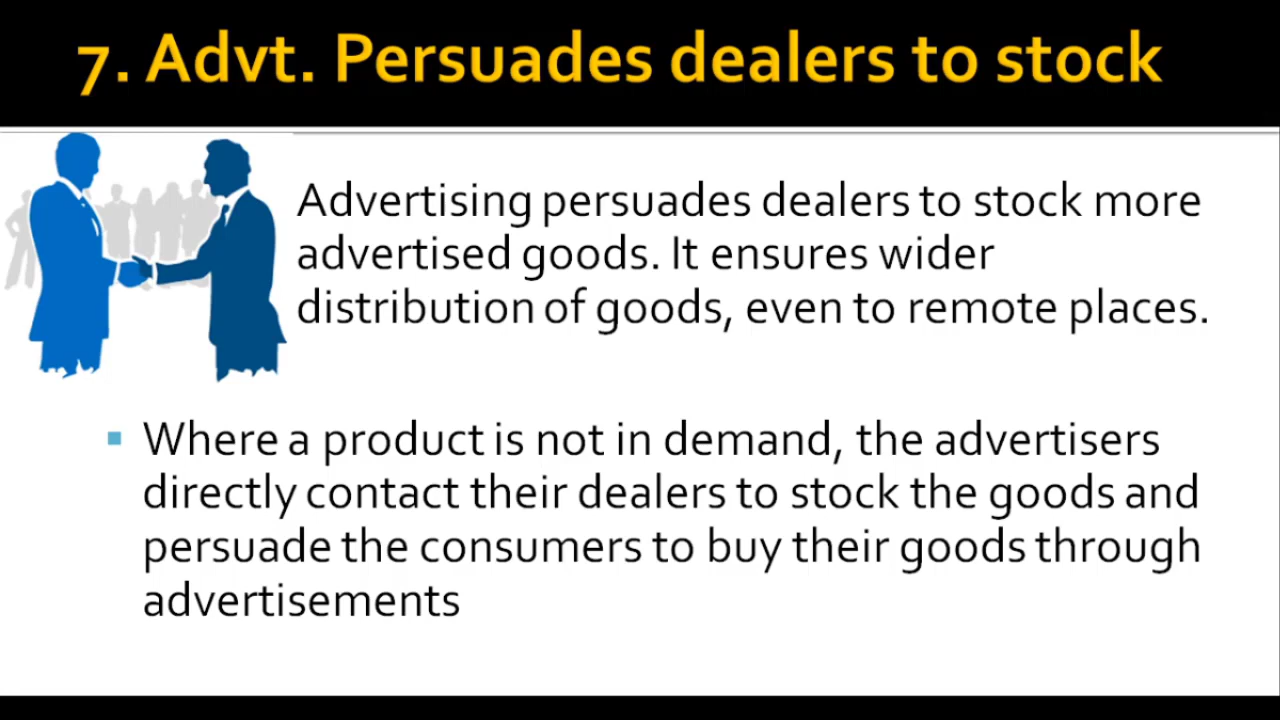 7. Advt. Persuades dealers to stock
Advertising persuades dealers to stock more
advertised goods. It ensures wider
distribution of goods, even to remote places.
Where a product is not in demand, the advertisers
directly contact their dealers to stock the goods and
persuade the consumers to buy their goods through
advertisements